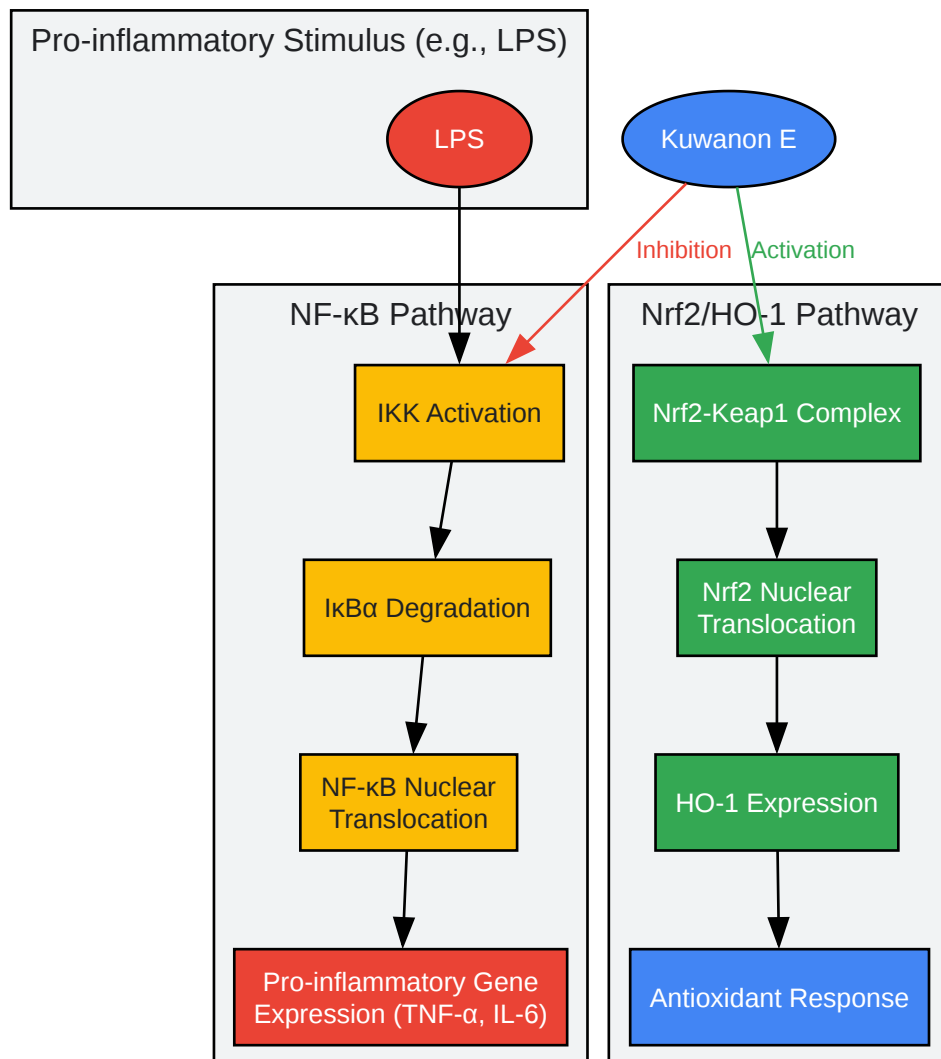 Pro-inflammatory Stimulus (e.g., LPS)
LPS
Kuwanon E
Inhibition
Activation
NF-κB Pathway
Nrf2/HO-1 Pathway
IKK Activation
Nrf2-Keap1 Complex
IκBα Degradation
Nrf2 Nuclear
Translocation
NF-κB Nuclear
Translocation
HO-1 Expression
Pro-inflammatory Gene
Expression (TNF-α, IL-6)
Antioxidant Response